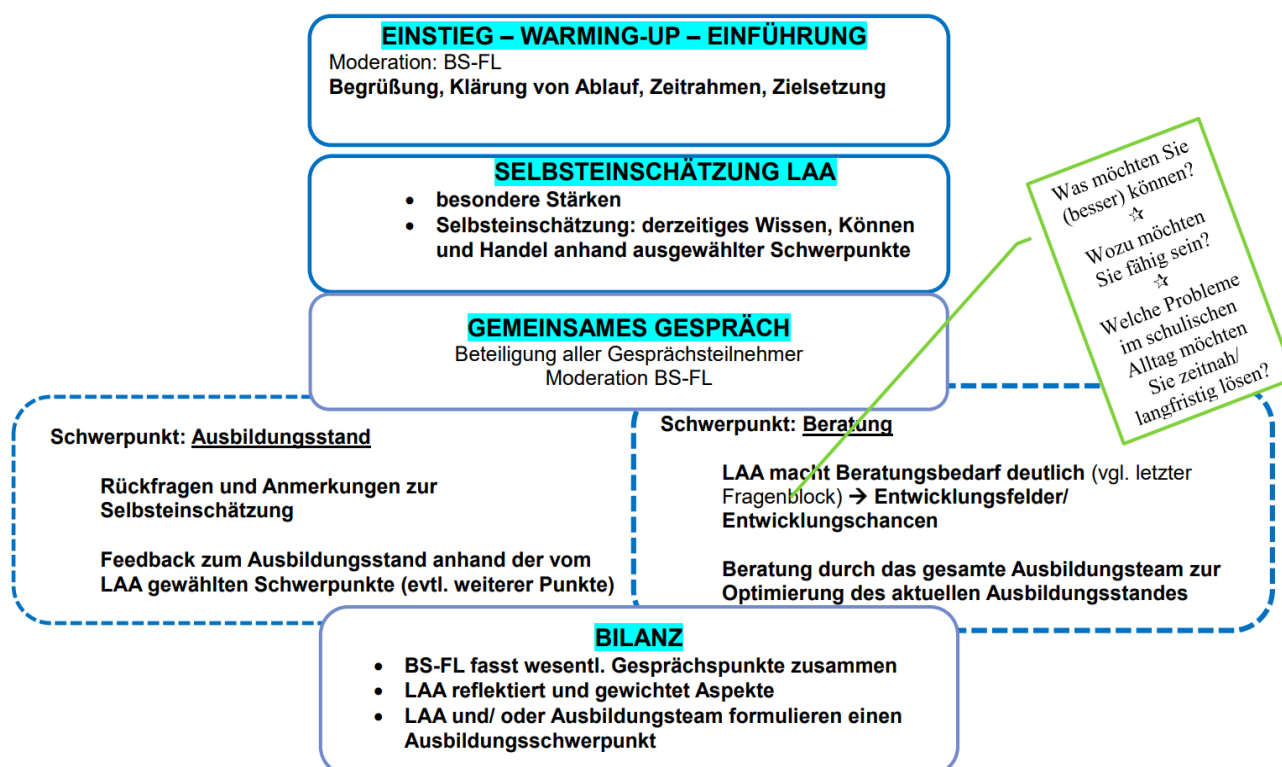 EINSTIEG – WARMING-UP – EINFÜHRUNG
Moderation: BS-FL
Begrüßung, Klärung von Ablauf, Zeitrahmen, Zielsetzung
SELBSTEINSCHÄTZUNG LAA
• besondere Stärken
• Selbsteinschätzung: derzeitiges Wissen, Können
und Handel anhand ausgewählter Schwerpunkte
Was möchten Sie
(besser) können?
☆
Wozu möchten
Sie fähig sein?
☆
Welche Probleme
im schulischen
Alltag möchten
Sie zeitnah/
langfristig lösen?
GEMEINSAMES GESPRÄCH
Beteiligung aller Gesprächsteilnehmer
Moderation BS-FL
Schwerpunkt: Ausbildungsstand
Rückfragen und Anmerkungen zur
Selbsteinschätzung
Feedback zum Ausbildungsstand anhand der vom
LAA gewählten Schwerpunkte (evtl. weiterer Punkte)
Schwerpunkt: Beratung
LAA macht Beratungsbedarf deutlich (vgl. letzter
Fragenblock) → Entwicklungsfelder/
Entwicklungschancen
Beratung durch das gesamte Ausbildungsteam zur
Optimierung des aktuellen Ausbildungsstandes
BILANZ
• BS-FL fasst wesentl. Gesprächspunkte zusammen
• LAA reflektiert und gewichtet Aspekte
• LAA und/ oder Ausbildungsteam formulieren einen
Ausbildungsschwerpunkt